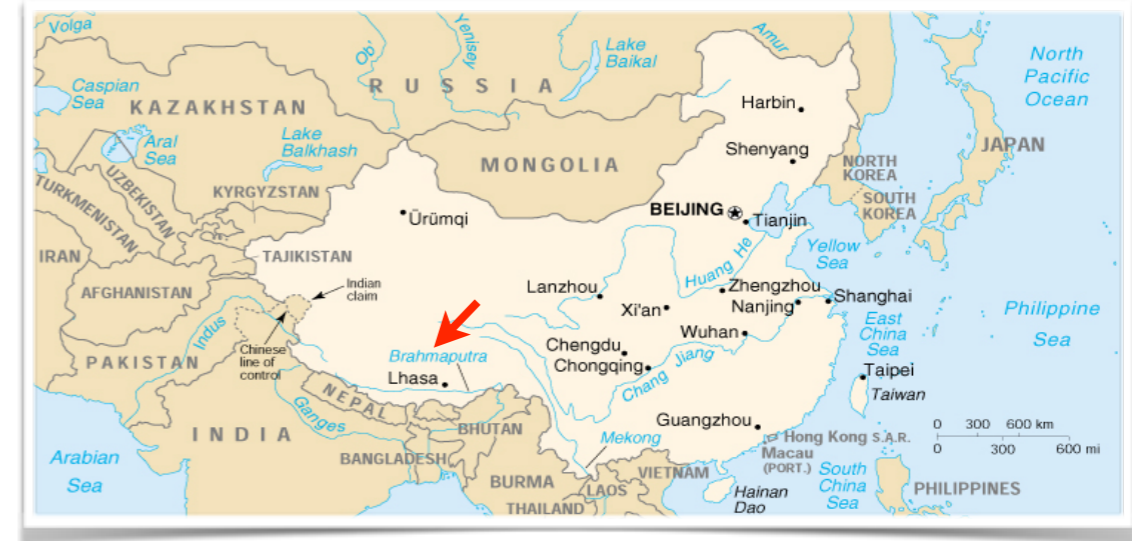 Volga
Ob'
Yenisey
Lake
Baikal
Amur
North
Pacific
Ocean
Caspian
Sea
R U S S I A
KAZAKHSTAN
Harbin
Aral
Sea
Lake
Balkhash
MONGOLIA
Shenyang
JAPAN
NORTH
KOREA
UZBEKISTAN
TURKMENISTAN
KYRGYZSTAN
SOUTH
KOREA
BEIJING
Ürümqi
Tianjin
IRAN
TAJIKISTAN
Yellow
Sea
Huang He
AFGHANISTAN
Indian
claim
Lanzhou
Zhengzhou
Xi'an
Nanjing
Shanghai
Philippine
Sea
East
China
Sea
Indus
Wuhan
Chinese
line of
control
Brahmaputra
Chengdu
Chongqing
Chang Jiang
PAKISTAN
Lhasa
Taipei
Taiwan
NEPAL
Ganges
BHUTAN
Guangzhou
0 300 600 km
0 300 600 mi
INDIA
Mekong
Hong Kong S.A.R.
Macau
(PORT.)
BANGLADESH
Arabian
Sea
BURMA
VIETNAM
LAOS
South
China
Sea
PHILIPPINES
Hainan
Dao
THAILAND